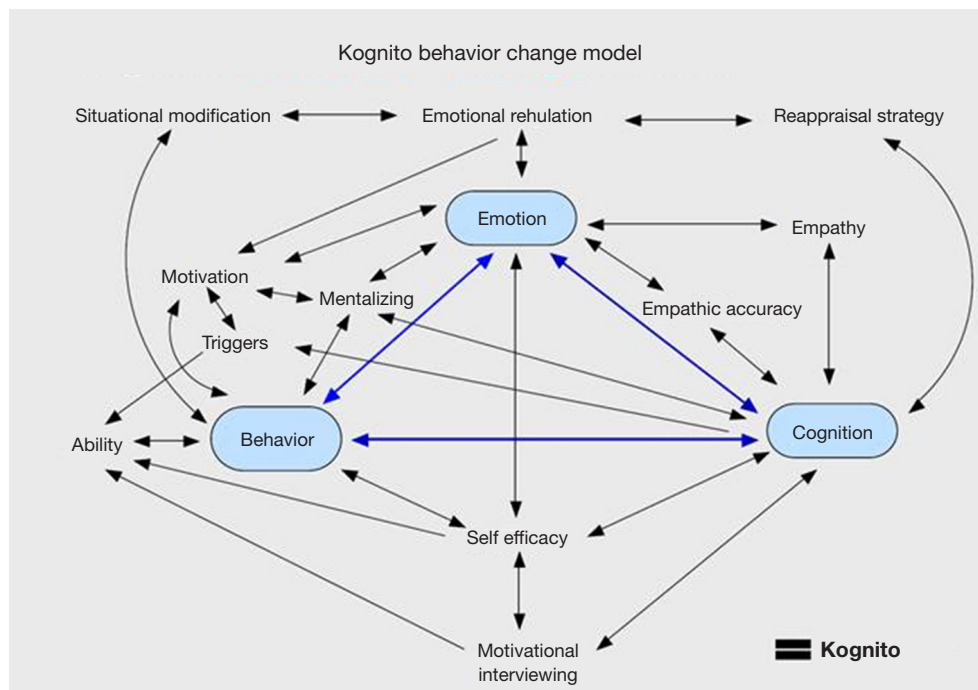 Kognito behavior change model
Situational modification
Emotional rehulation
Reappraisal strategy
Emotion
Empathy
Motivation
Mentalizing
Empathic accuracy
Triggers
Ability
Behavior
Cognition
Self efficacy
Motivational
interviewing
Kognito